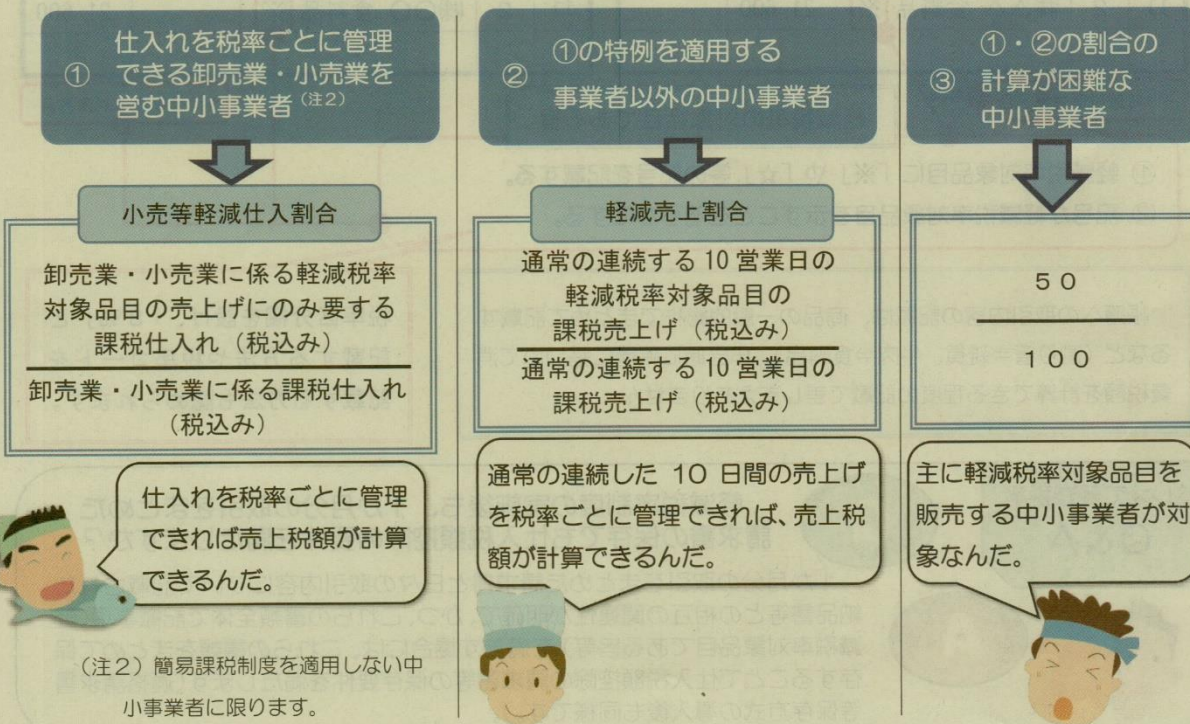 仕入れを税率ごとに管理
① できる卸売業・小売業を
営む中小事業者（注2）
小売等軽減仕入割合
卸売業・小売業に係る軽減税率
対象品目の売上げにのみ要する
課税仕入れ（税込み）
卸売業・小売業に係る課税仕入れ
（税込み）
仕入れを税率ごとに管理
できれば売上税額が計算
できるんだ。
（注2）簡易課税制度を適用しない中
小事業者に限ります。
①の特例を適用する
②
事業者以外の中小事業者
軽減売上割合
通常の連続する10営業日の
軽減税率対象品目の
課税売上げ（税込み）
通常の連続する10営業日の
課税売上げ（税込み）
通常の連続した 10 日間の売上げ
を税率ごとに管理できれば、売上税
額が計算できるんだ。
①・②の割合の
③ 計算が困難な
中小事業者
50
100
主に軽減税率対象品目を
販売する中小事業者が対
象なんだ。